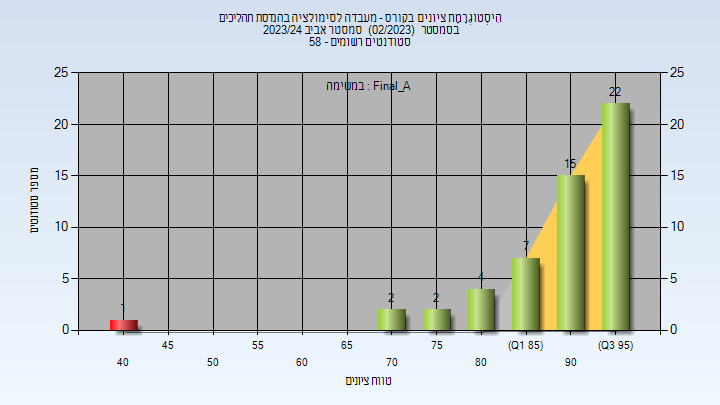 היסטוגרמת ציונים בקורס - מעבדה לסימולציה בהנדסת תהליכים
בסמסטר (02/2023) סמסטר אביב 2023/24
סטודנטים רשומים - 58
במשימה : Final_A
25 25
20 20
15 15
10 10
5 5
0 0
1 2 2 4 7 15 22
מספר סטודנטים
45 55 65 75 (Q1 85) (Q3 95)
40 50 60 70 80 90
טווח ציונים